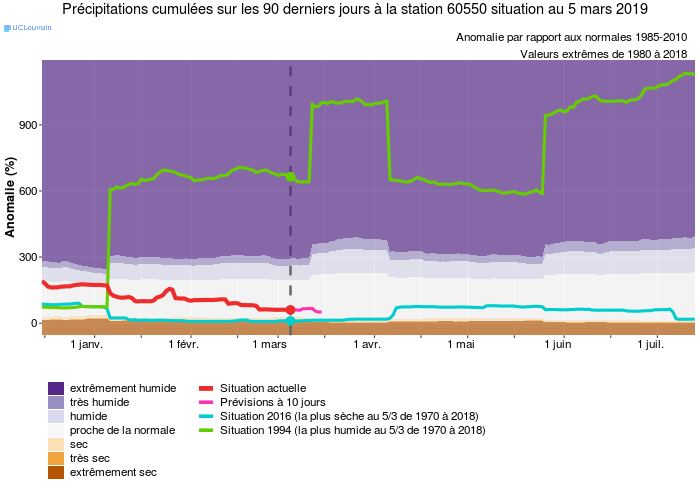 Précipitations cumulées sur les 90 derniers jours à la station 60550 situation au 5 mars 2019
UCLouvain
Anomalie par rapport aux normales 1985-2010
Valeurs extrêmes de 1980 à 2018
Anomalie (%)
900
600
300
0
1 janv. 1 févr. 1 mars 1 avr. 1 mai 1 juin 1 juil.
extrêmement humide
très humide
humide
proche de la normale
sec
très sec
extrêmement sec
Situation actuelle
Prévisions à 10 jours
Situation 2016 (la plus sèche au 5/3 de 1970 à 2018)
Situation 1994 (la plus humide au 5/3 de 1970 à 2018)